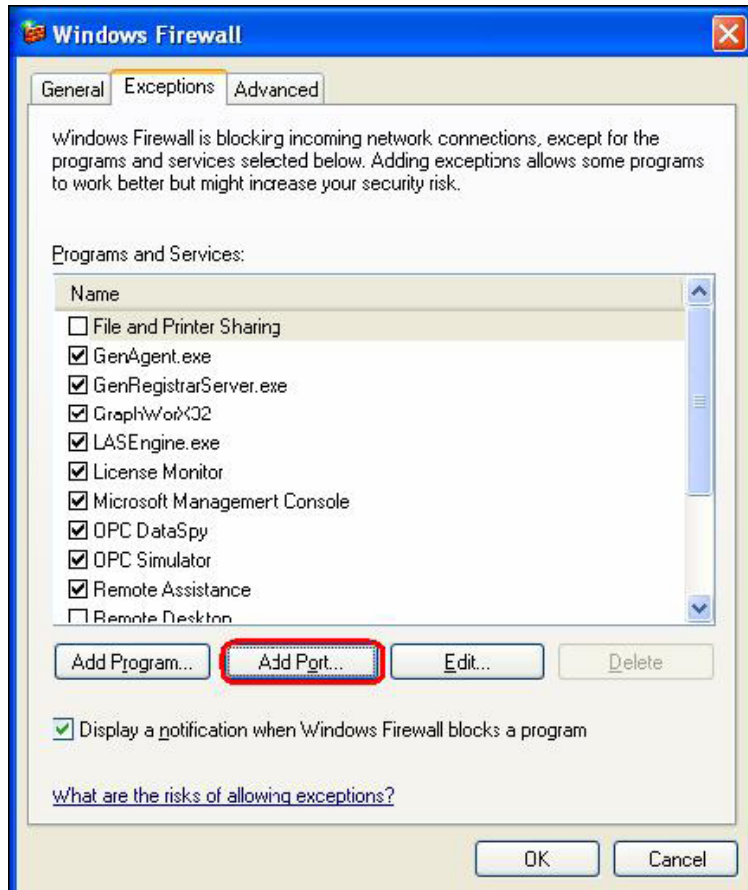 Windows Firewall
General Exceptions Advanced
Windows Firewall is blocking incoming network connections, except for the
programs and services selected below. Adding exceptions allows some programs
to work better but might increase your security risk.
Programs and Services:
Name
File and Printer Sharing
GenAgent.exe
GenRegistrarServer.exe
GraphWorX32
LASEngine.exe
License Monitor
Microsoft Management Console
OPC DataSpy
OPC Simulator
Remote Assistance
Remote Desktop
Add Program... Add Port... Edit... Delete
Display a notification when Windows Firewall blocks a program
What are the risks of allowing exceptions?
OK Cancel